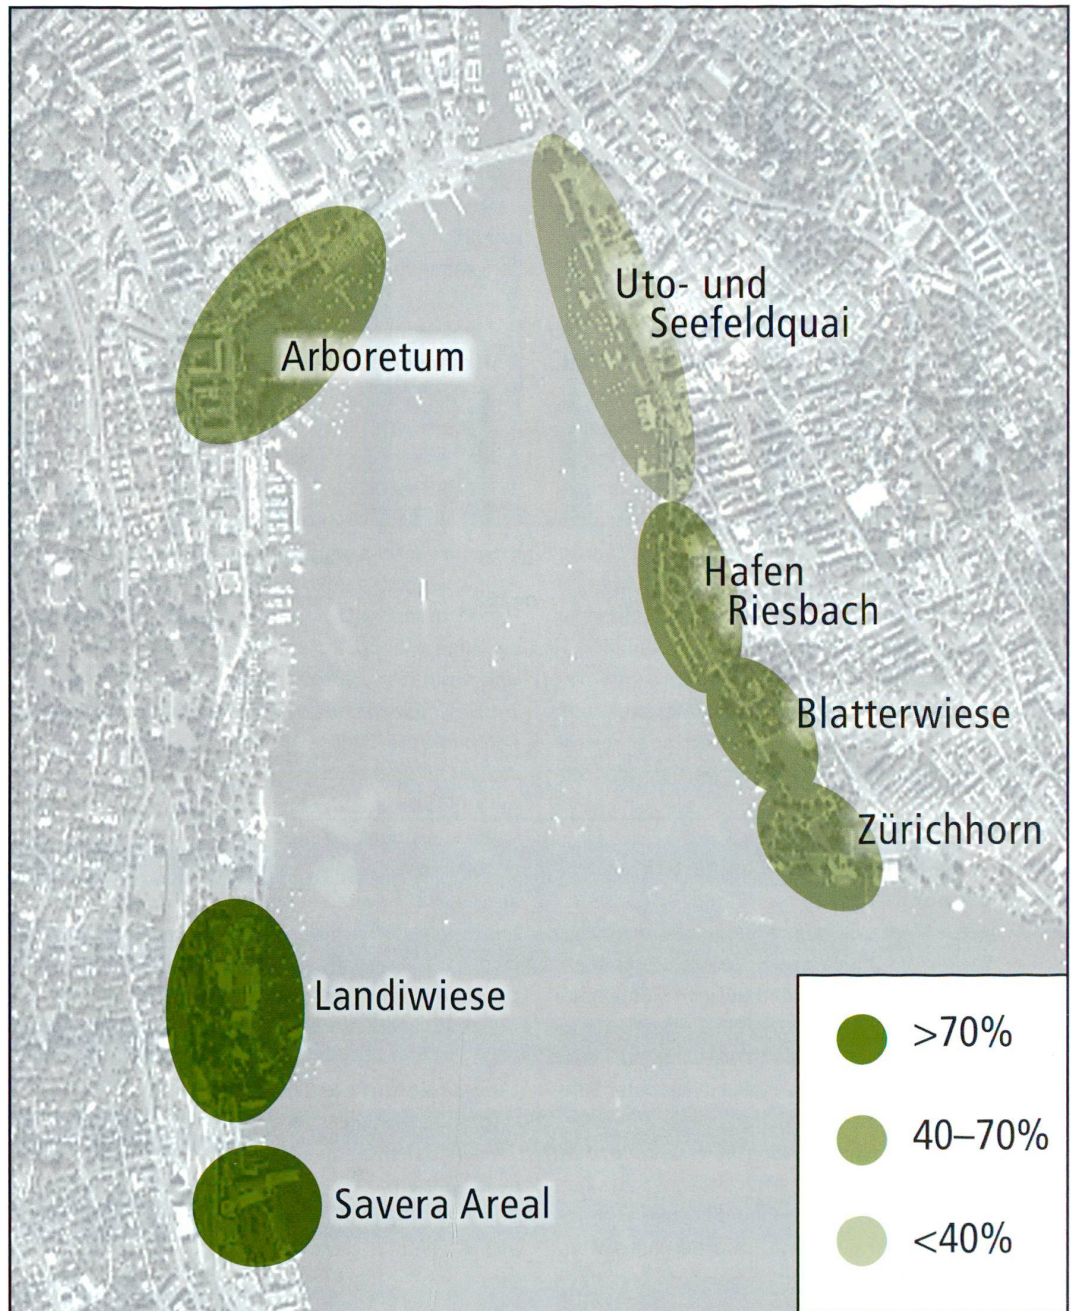 Uto- und
Seefeldquai
Arboretum
Hafen
Riesbach
Blatterwiese
Zürichhorn
Landiwiese
Savera Areal
>70%
40–70%
<40%